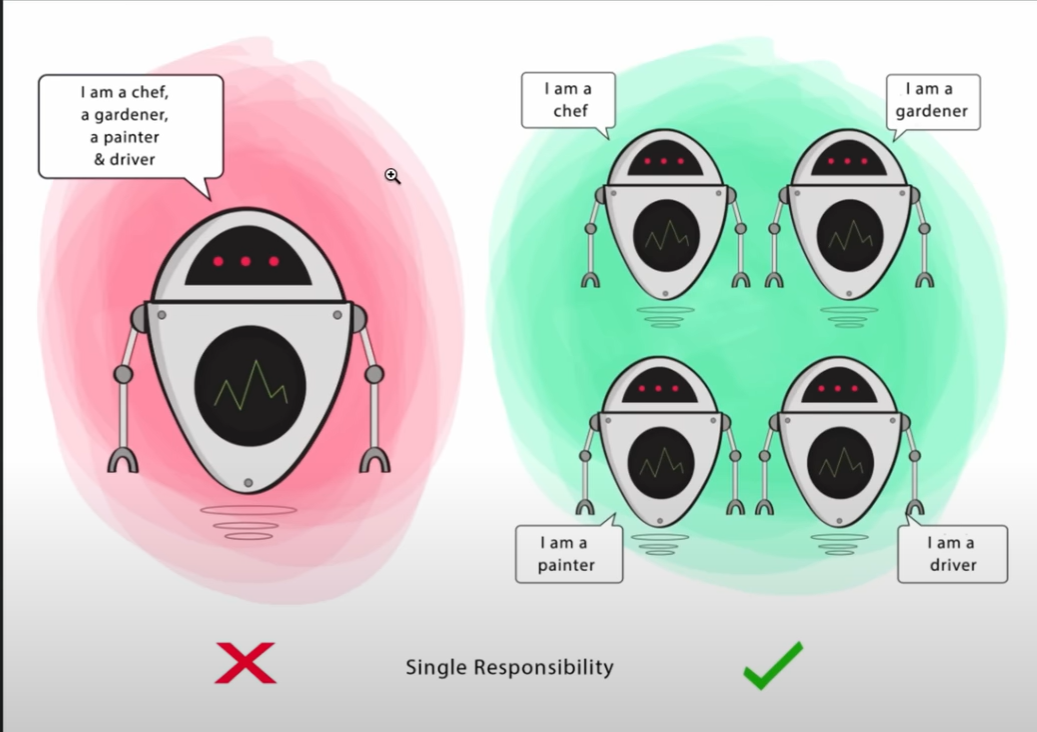 I am a chef,
a gardener,
a painter
& driver
I am a
chef
I am a
gardener
I am a
painter
I am a
driver
Single Responsibility